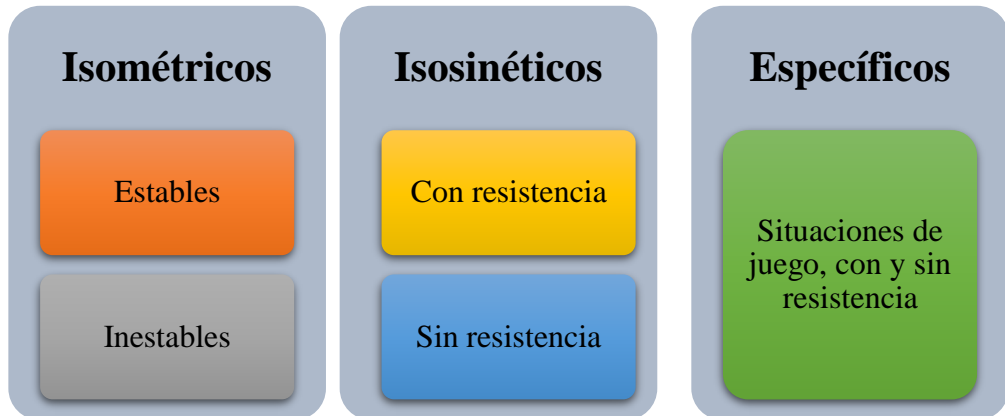 Isométricos
Estables
Inestables
Isosinéticos
Con resistencia
Sin resistencia
Específicos
Situaciones de
juego, con y sin
resistencia